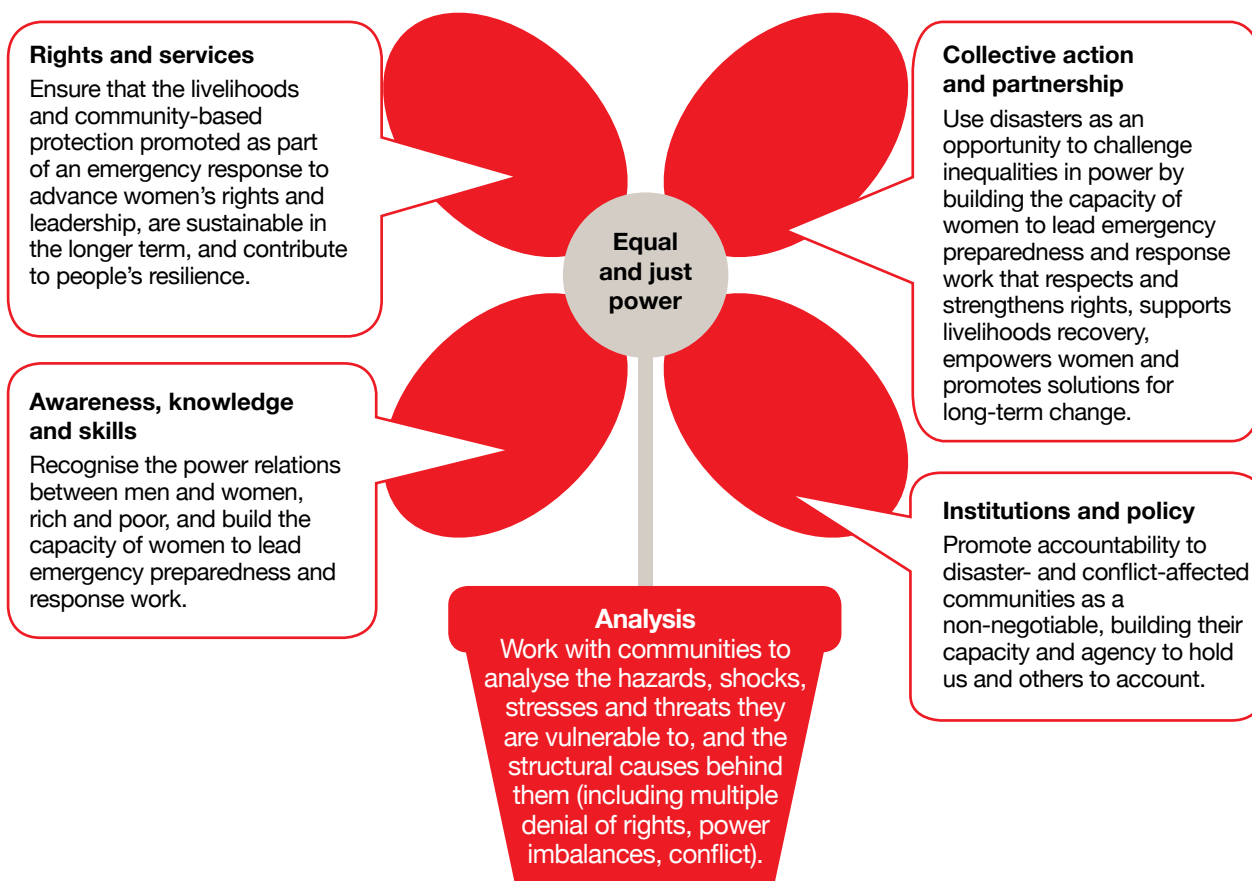 Rights and services
Ensure that the livelihoods
and community-based
protection promoted as part
of an emergency response to
advance women’s rights and
leadership, are sustainable in
the longer term, and contribute
to people’s resilience.
Collective action
and partnership
Use disasters as an
opportunity to challenge
inequalities in power by
building the capacity of
women to lead emergency
preparedness and response
work that respects and
strengthens rights, supports
livelihoods recovery,
empowers women and
promotes solutions for
long-term change.
Equal
and just
power
Awareness, knowledge
and skills
Recognise the power relations
between men and women,
rich and poor, and build the
capacity of women to lead
emergency preparedness and
response work.
Institutions and policy
Promote accountability to
disaster- and conflict-affected
communities as a
non-negotiable, building their
capacity and agency to hold
us and others to account.
Analysis
Work with communities to
analyse the hazards, shocks,
stresses and threats they
are vulnerable to, and the
structural causes behind
them (including multiple
denial of rights, power
imbalances, conflict).